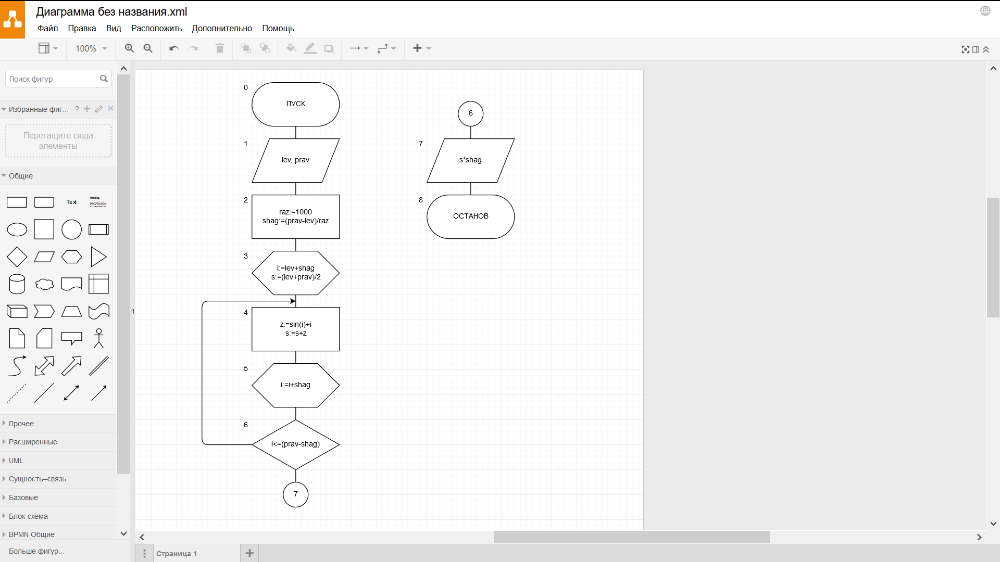 Диаграмма без названия.xml
Файл Правка Вид Расположить Дополнительно Помощь
100%
Поиск фигур
Избранные фиг... ?
Перетащите сюда
элементы
Общие
Text
Heading
Прочее
Расширенные
UML
Сущность–связь
Базовые
Блок-схема
BPMN Общие
Больше фигур...
0
ПУСК
1
lev, prav
2
raz:=1000
shag:=(prav-lev)/raz
3
i:=lev+shag
s:=(lev+prav)/2
4
z:=sin(i)+i
s:=s+z
5
i:=i+shag
6
i<=(prav-shag)
7
6
7
s*shag
8
ОСТАНОВ
Страница 1